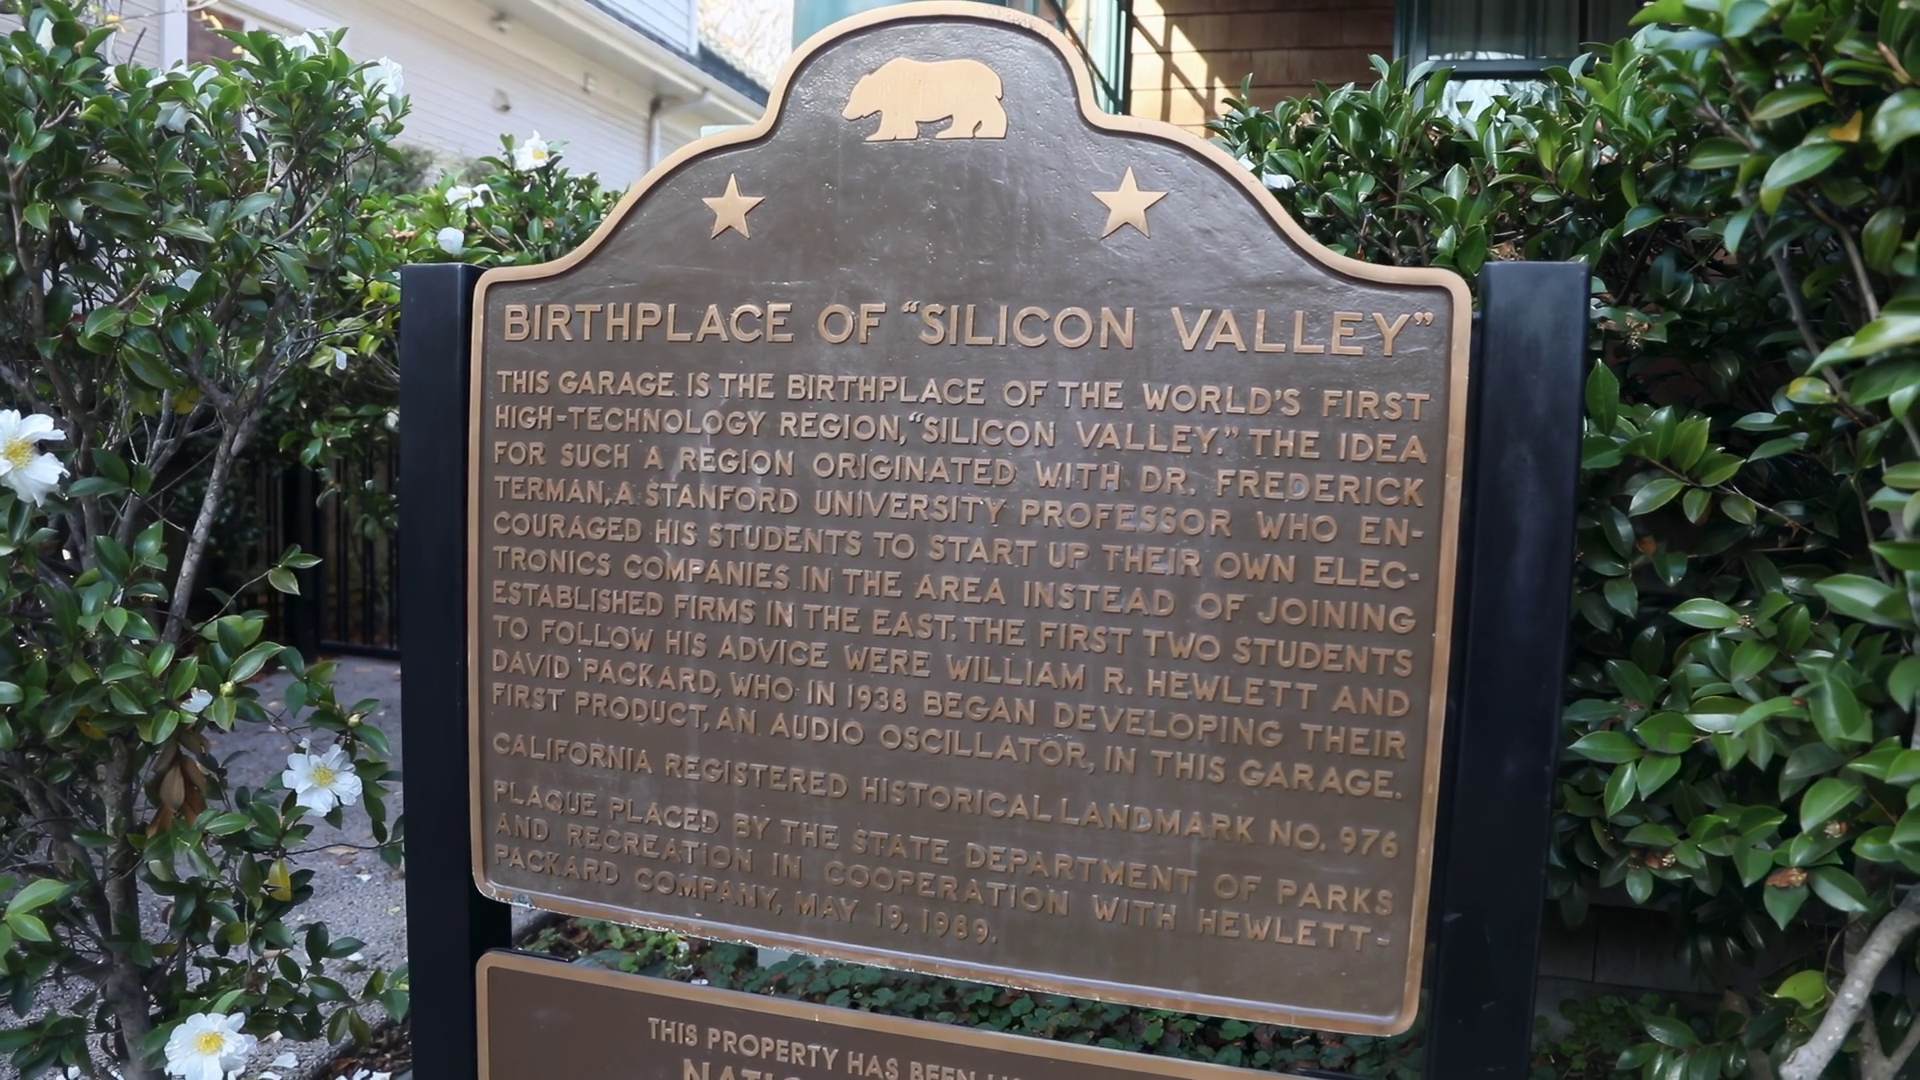 BIRTHPLACE OF “SILICON VALLEY”
THIS GARAGE IS THE BIRTHPLACE OF THE WORLD'S FIRST
HIGH-TECHNOLOGY REGION, “SILICON VALLEY.” THE IDEA
FOR SUCH A REGION ORIGINATED WITH DR. FREDERICK
TERMAN, A STANFORD UNIVERSITY PROFESSOR WHO EN-
COURAGED HIS STUDENTS TO START UP THEIR OWN ELEC-
TRONICS COMPANIES IN THE AREA INSTEAD OF JOINING
ESTABLISHED FIRMS IN THE EAST. THE FIRST TWO STUDENTS
TO FOLLOW HIS ADVICE WERE WILLIAM R. HEWLETT AND
DAVID PACKARD, WHO IN 1938 BEGAN DEVELOPING THEIR
FIRST PRODUCT, AN AUDIO OSCILLATOR, IN THIS GARAGE.
CALIFORNIA REGISTERED HISTORICAL LANDMARK NO. 976
PLAQUE PLACED BY THE STATE DEPARTMENT OF PARKS
AND RECREATION IN COOPERATION WITH HEWLETT-
PACKARD COMPANY, MAY 19, 1989.
THIS PROPERTY HAS BEEN